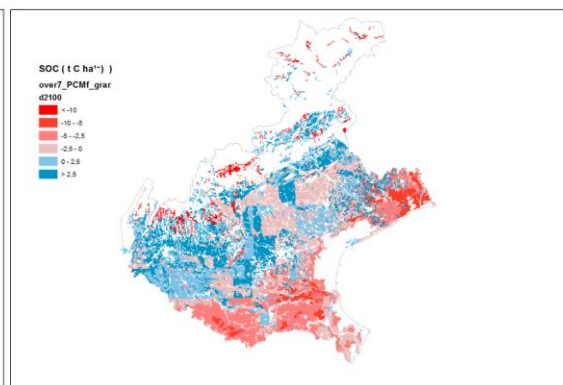 SOC ( t C ha⁺¹⁻) )
over7_PCMf_grar
d2100
< -10
-10 - -5
-5 - -2,5
-2,5 - 0
0 - 2,5
> 2,5